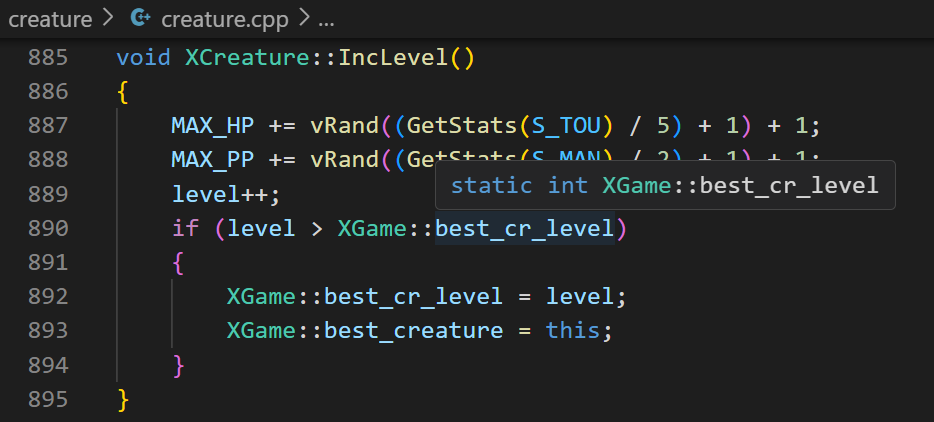 creature > creature.cpp > ...
885 void XCreature::IncLevel()
886 {
887 MAX_HP += vRand((GetStats(S_TOU) / 5) + 1) + 1;
888 MAX_PP += vRand((GetStats(S_MAN) / 2) + 1) + 1;
static int XGame::best_cr_level
889 level++;
890 if (level > XGame::best_cr_level)
891 {
892 XGame::best_cr_level = level;
893 XGame::best_creature = this;
894 }
895 }